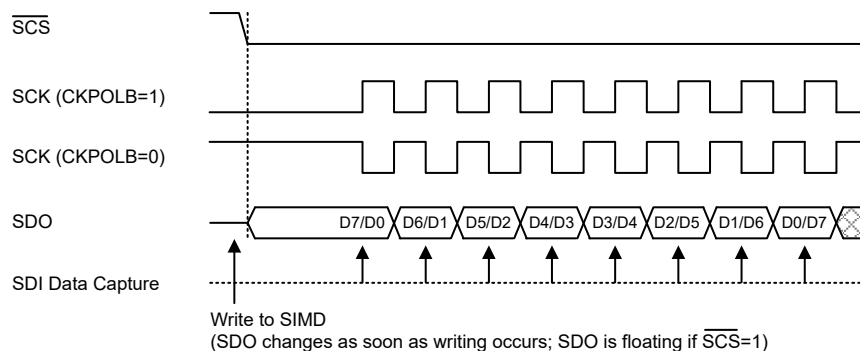 SCS
SCK (CKPOLB=1)
SCK (CKPOLB=0)
SDO
D7/D0 D6/D1 D5/D2 D4/D3 D3/D4 D2/D5 D1/D6 D0/D7
SDI Data Capture
Write to SIMD
(SDO changes as soon as writing occurs; SDO is floating if SCS=1)